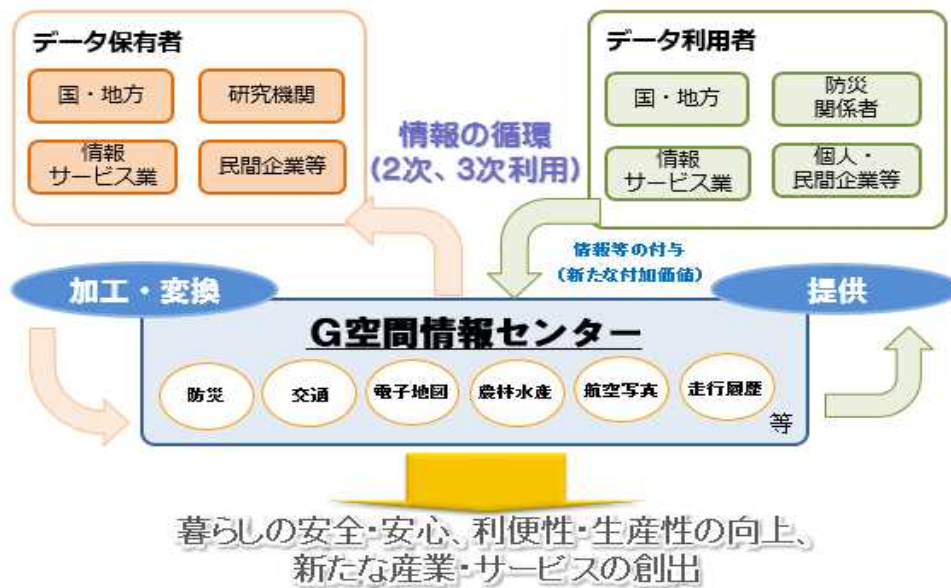 データ保有者
国・地方
研究機関
情報
サービス業
民間企業等
データ利用者
国・地方
防災
関係者
情報
サービス業
個人・
民間企業等
情報の循環
(2次、3次利用)
情報等の付与
(新たな付加価値)
加工・変換
提供
G空間情報センター
防災
交通
電子地図
農林水産
航空写真
走行履歴
等
暮らしの安全・安心、利便性・生産性の向上、
新たな産業・サービスの創出